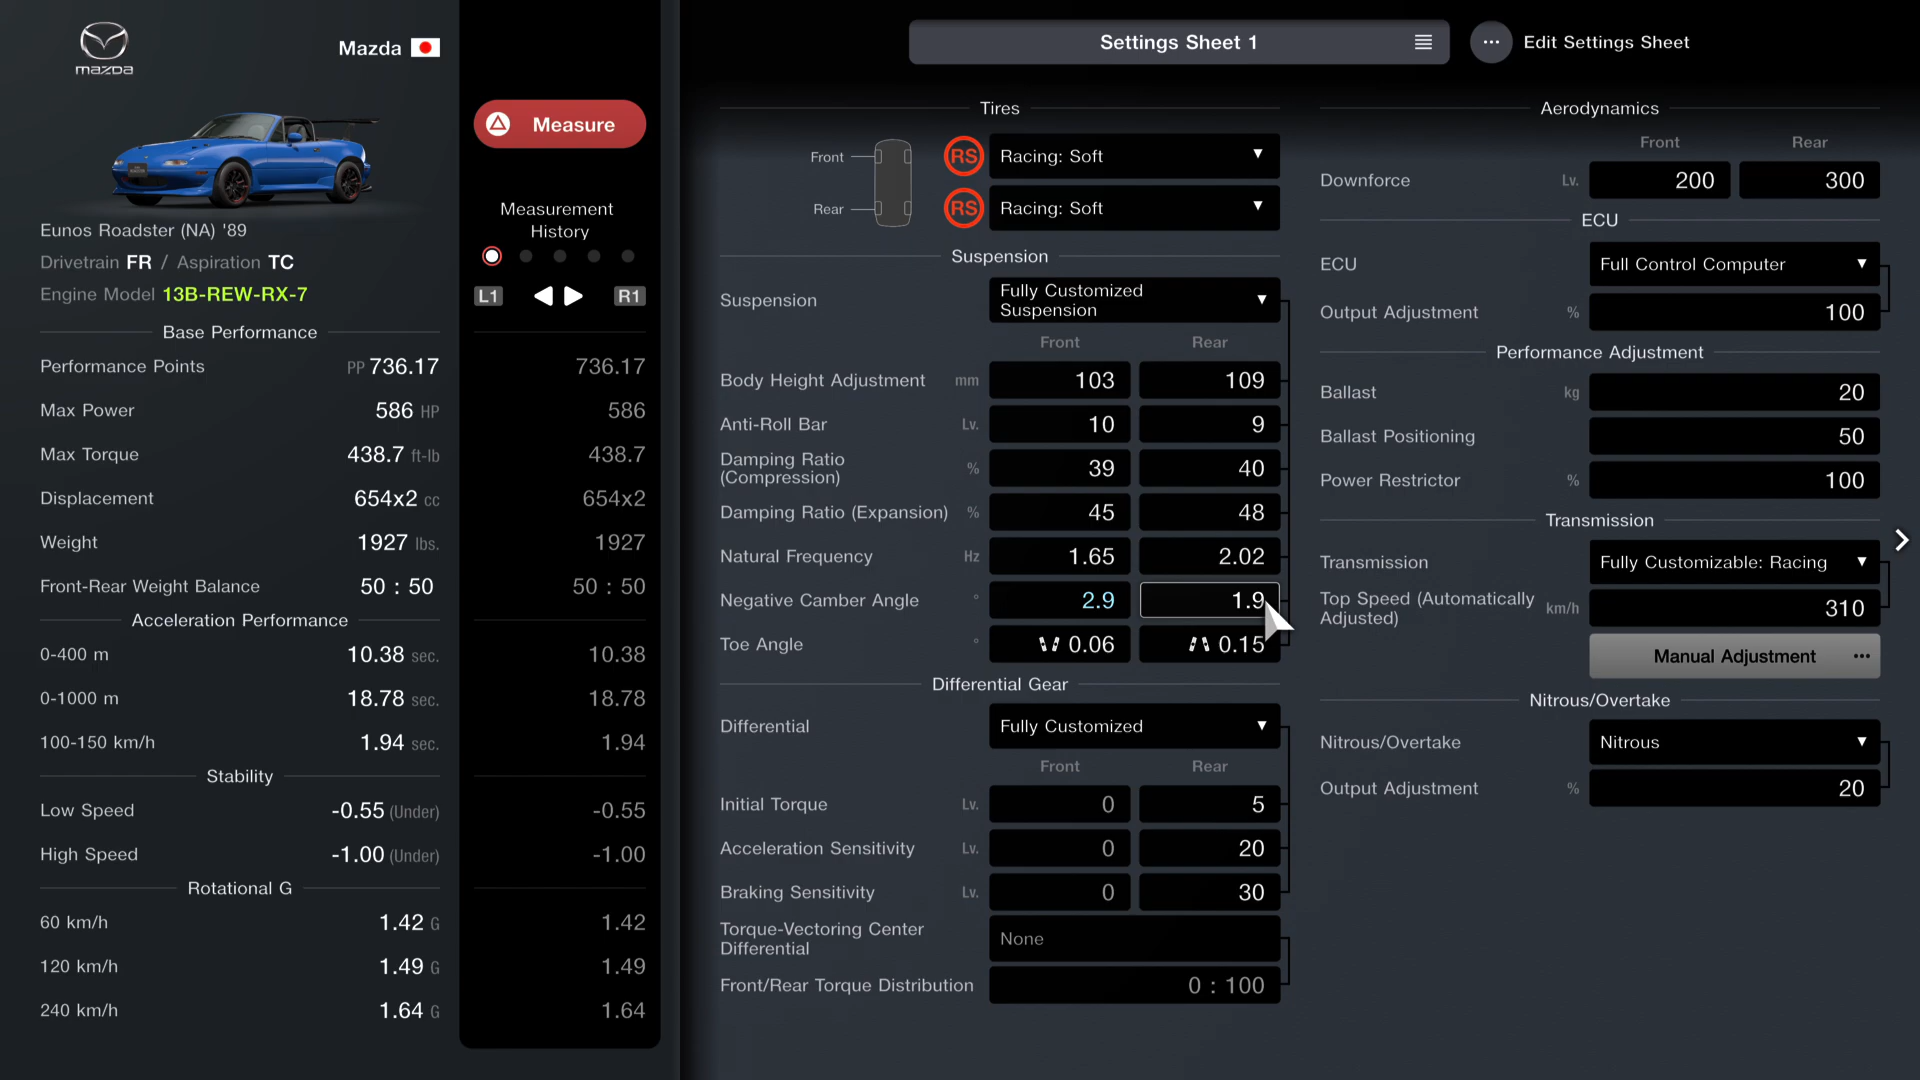 mazda
Mazda
Eunos Roadster (NA) '89
Drivetrain FR / Aspiration TC
Engine Model 13B-REW-RX-7
Base Performance
Performance Points PP 736.17
Max Power 586 HP
Max Torque 438.7 ft-lb
Displacement 654x2 cc
Weight 1927 lbs.
Front-Rear Weight Balance 50 : 50
Acceleration Performance
0-400 m 10.38 sec.
0-1000 m 18.78 sec.
100-150 km/h 1.94 sec.
Stability
Low Speed -0.55 (Under)
High Speed -1.00 (Under)
Rotational G
60 km/h 1.42 G
120 km/h 1.49 G
240 km/h 1.64 G
Measure
Measurement
History
L1 R1
736.17
586
438.7
654x2
1927
50 : 50
10.38
18.78
1.94
-0.55
-1.00
1.42
1.49
1.64
Settings Sheet 1
Edit Settings Sheet
Tires
Front RS Racing: Soft
Rear RS Racing: Soft
Suspension
Suspension Fully Customized
Suspension
Front Rear
Body Height Adjustment mm 103 109
Anti-Roll Bar Lv. 10 9
Damping Ratio
(Compression) % 39 40
Damping Ratio (Expansion) % 45 48
Natural Frequency Hz 1.65 2.02
Negative Camber Angle ° 2.9 1.9
Toe Angle ° 0.06 0.15
Differential Gear
Differential Fully Customized
Front Rear
Initial Torque Lv. 0 5
Acceleration Sensitivity Lv. 0 20
Braking Sensitivity Lv. 0 30
Torque-Vectoring Center
Differential None
Front/Rear Torque Distribution 0 : 100
Aerodynamics
Front Rear
Downforce Lv. 200 300
ECU
ECU Full Control Computer
Output Adjustment % 100
Performance Adjustment
Ballast kg 20
Ballast Positioning 50
Power Restrictor % 100
Transmission
Transmission Fully Customizable: Racing
Top Speed (Automatically
Adjusted) km/h 310
Manual Adjustment
Nitrous/Overtake
Nitrous/Overtake Nitrous
Output Adjustment % 20